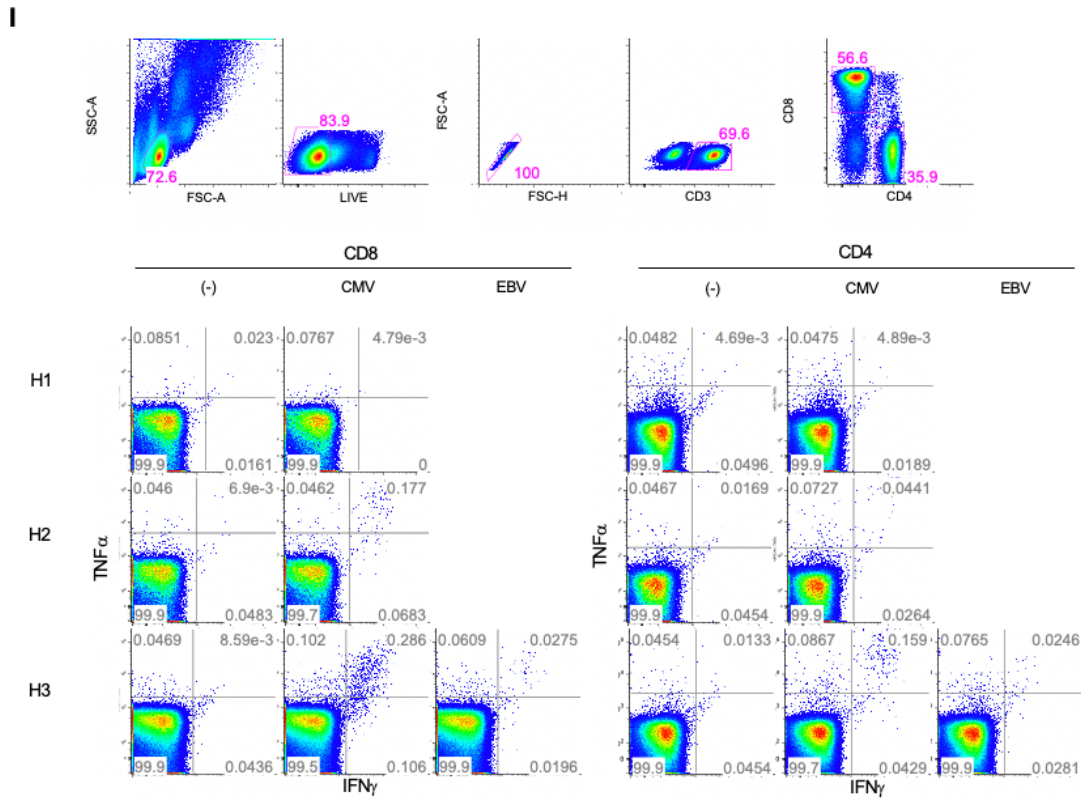 I
SSC-A
72.6
FSC-A
83.9
LIVE
FSC-A
100
FSC-H
69.6
CD3
CD8
56.6
35.9
CD4
CD8
CD4
(-) CMV EBV
(-) CMV EBV
H1
0.0851 0.023
99.9 0.0161
0.0767 4.79e-3
99.9 0
0.0482 4.69e-3
99.9 0.0496
0.0475 4.89e-3
99.9 0.0189
H2
TNFα
0.046 6.9e-3
99.9 0.0483
0.0462 0.177
99.7 0.0683
TNFα
0.0467 0.0169
99.9 0.0454
0.0727 0.0441
99.9 0.0264
H3
0.0469 8.59e-3
99.9 0.0436
0.102 0.286
99.5 0.106
0.0609 0.0275
99.9 0.0196
0.0454 0.0133
99.9 0.0454
0.0867 0.159
99.7 0.0429
0.0765 0.0246
99.9 0.0281
IFNγ
IFNγ